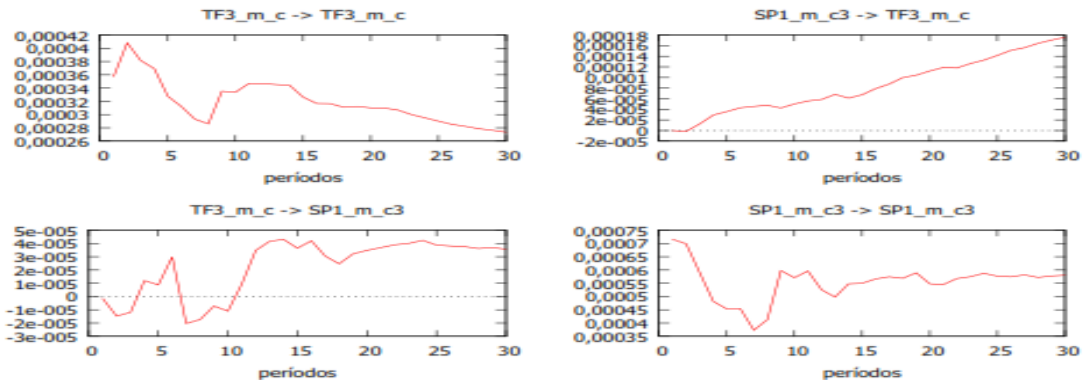 TF3_m_c -> TF3_m_c
0,00042
0,0004
0,00038
0,00036
0,00034
0,00032
0,0003
0,00028
0,00026
0 5 10 15 20 25 30
períodos
SP1_m_c3 -> TF3_m_c
0,00018
0,00016
0,00014
0,00012
0,0001
8e-005
6e-005
4e-005
2e-005
0
-2e-005
0 5 10 15 20 25 30
períodos
TF3_m_c -> SP1_m_c3
5e-005
4e-005
3e-005
2e-005
1e-005
0
-1e-005
-2e-005
-3e-005
0 5 10 15 20 25 30
períodos
SP1_m_c3 -> SP1_m_c3
0,00075
0,0007
0,00065
0,0006
0,00055
0,0005
0,00045
0,0004
0,00035
0 5 10 15 20 25 30
períodos